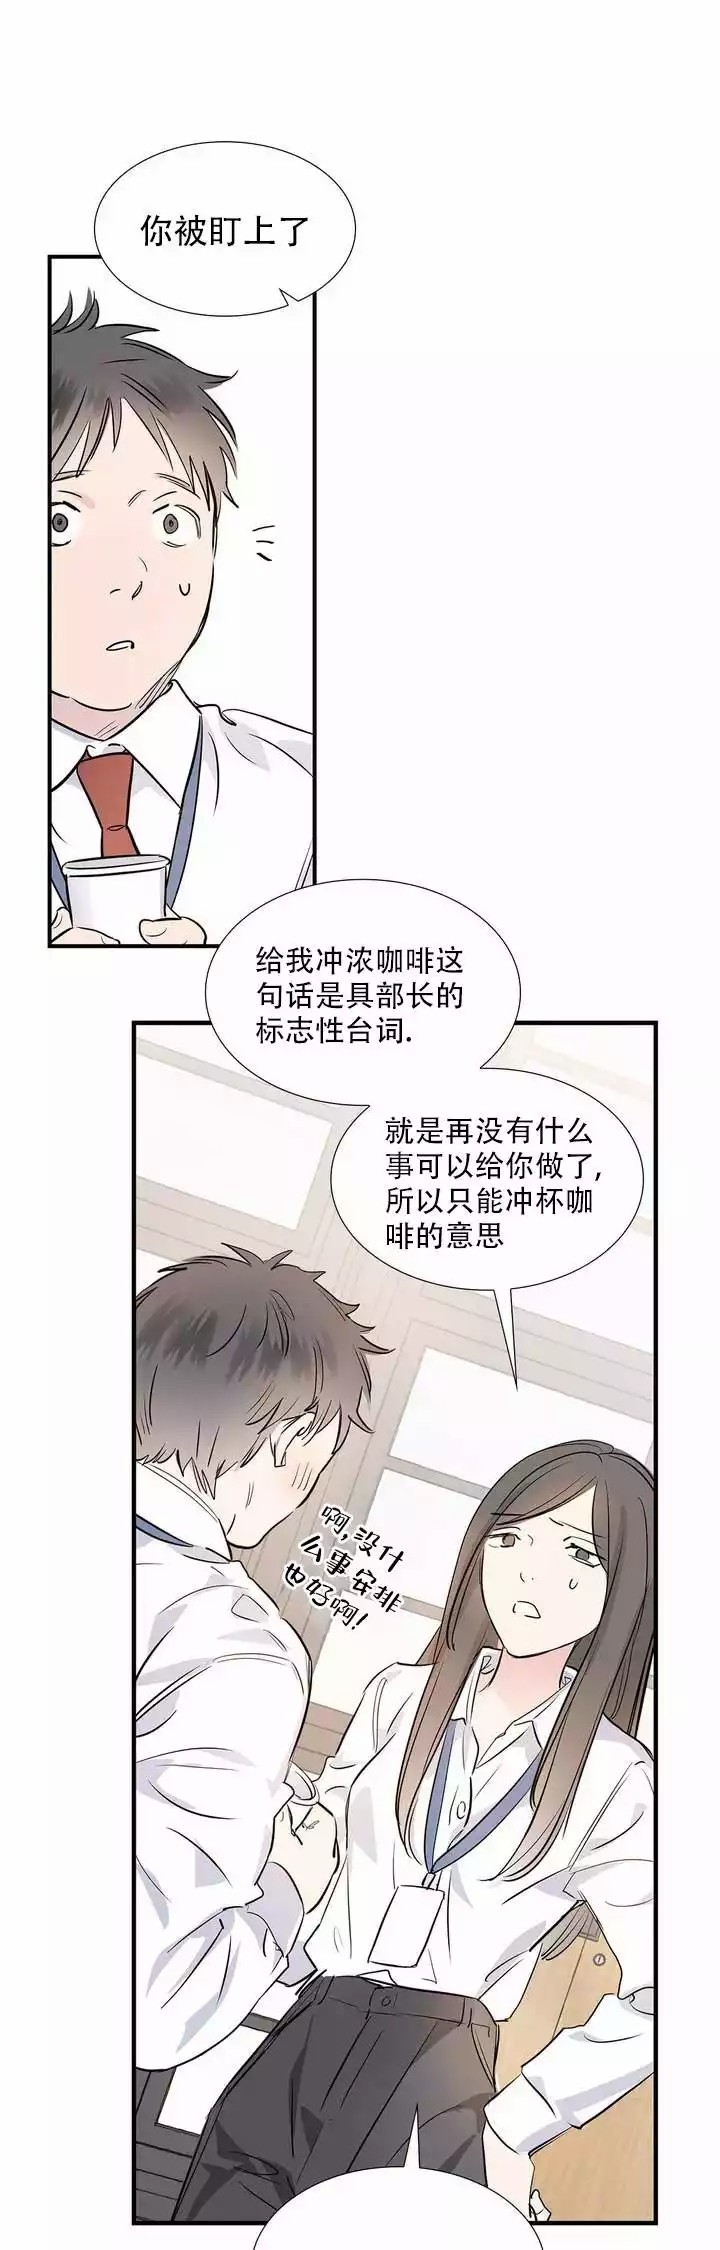 你被盯上了
给我冲浓咖啡这
句话是具部长的
标志性台词.
就是再没有什么
事可以给你做了,
所以只能冲杯咖
啡的意思
啊,没什
么事安排
也好啊!